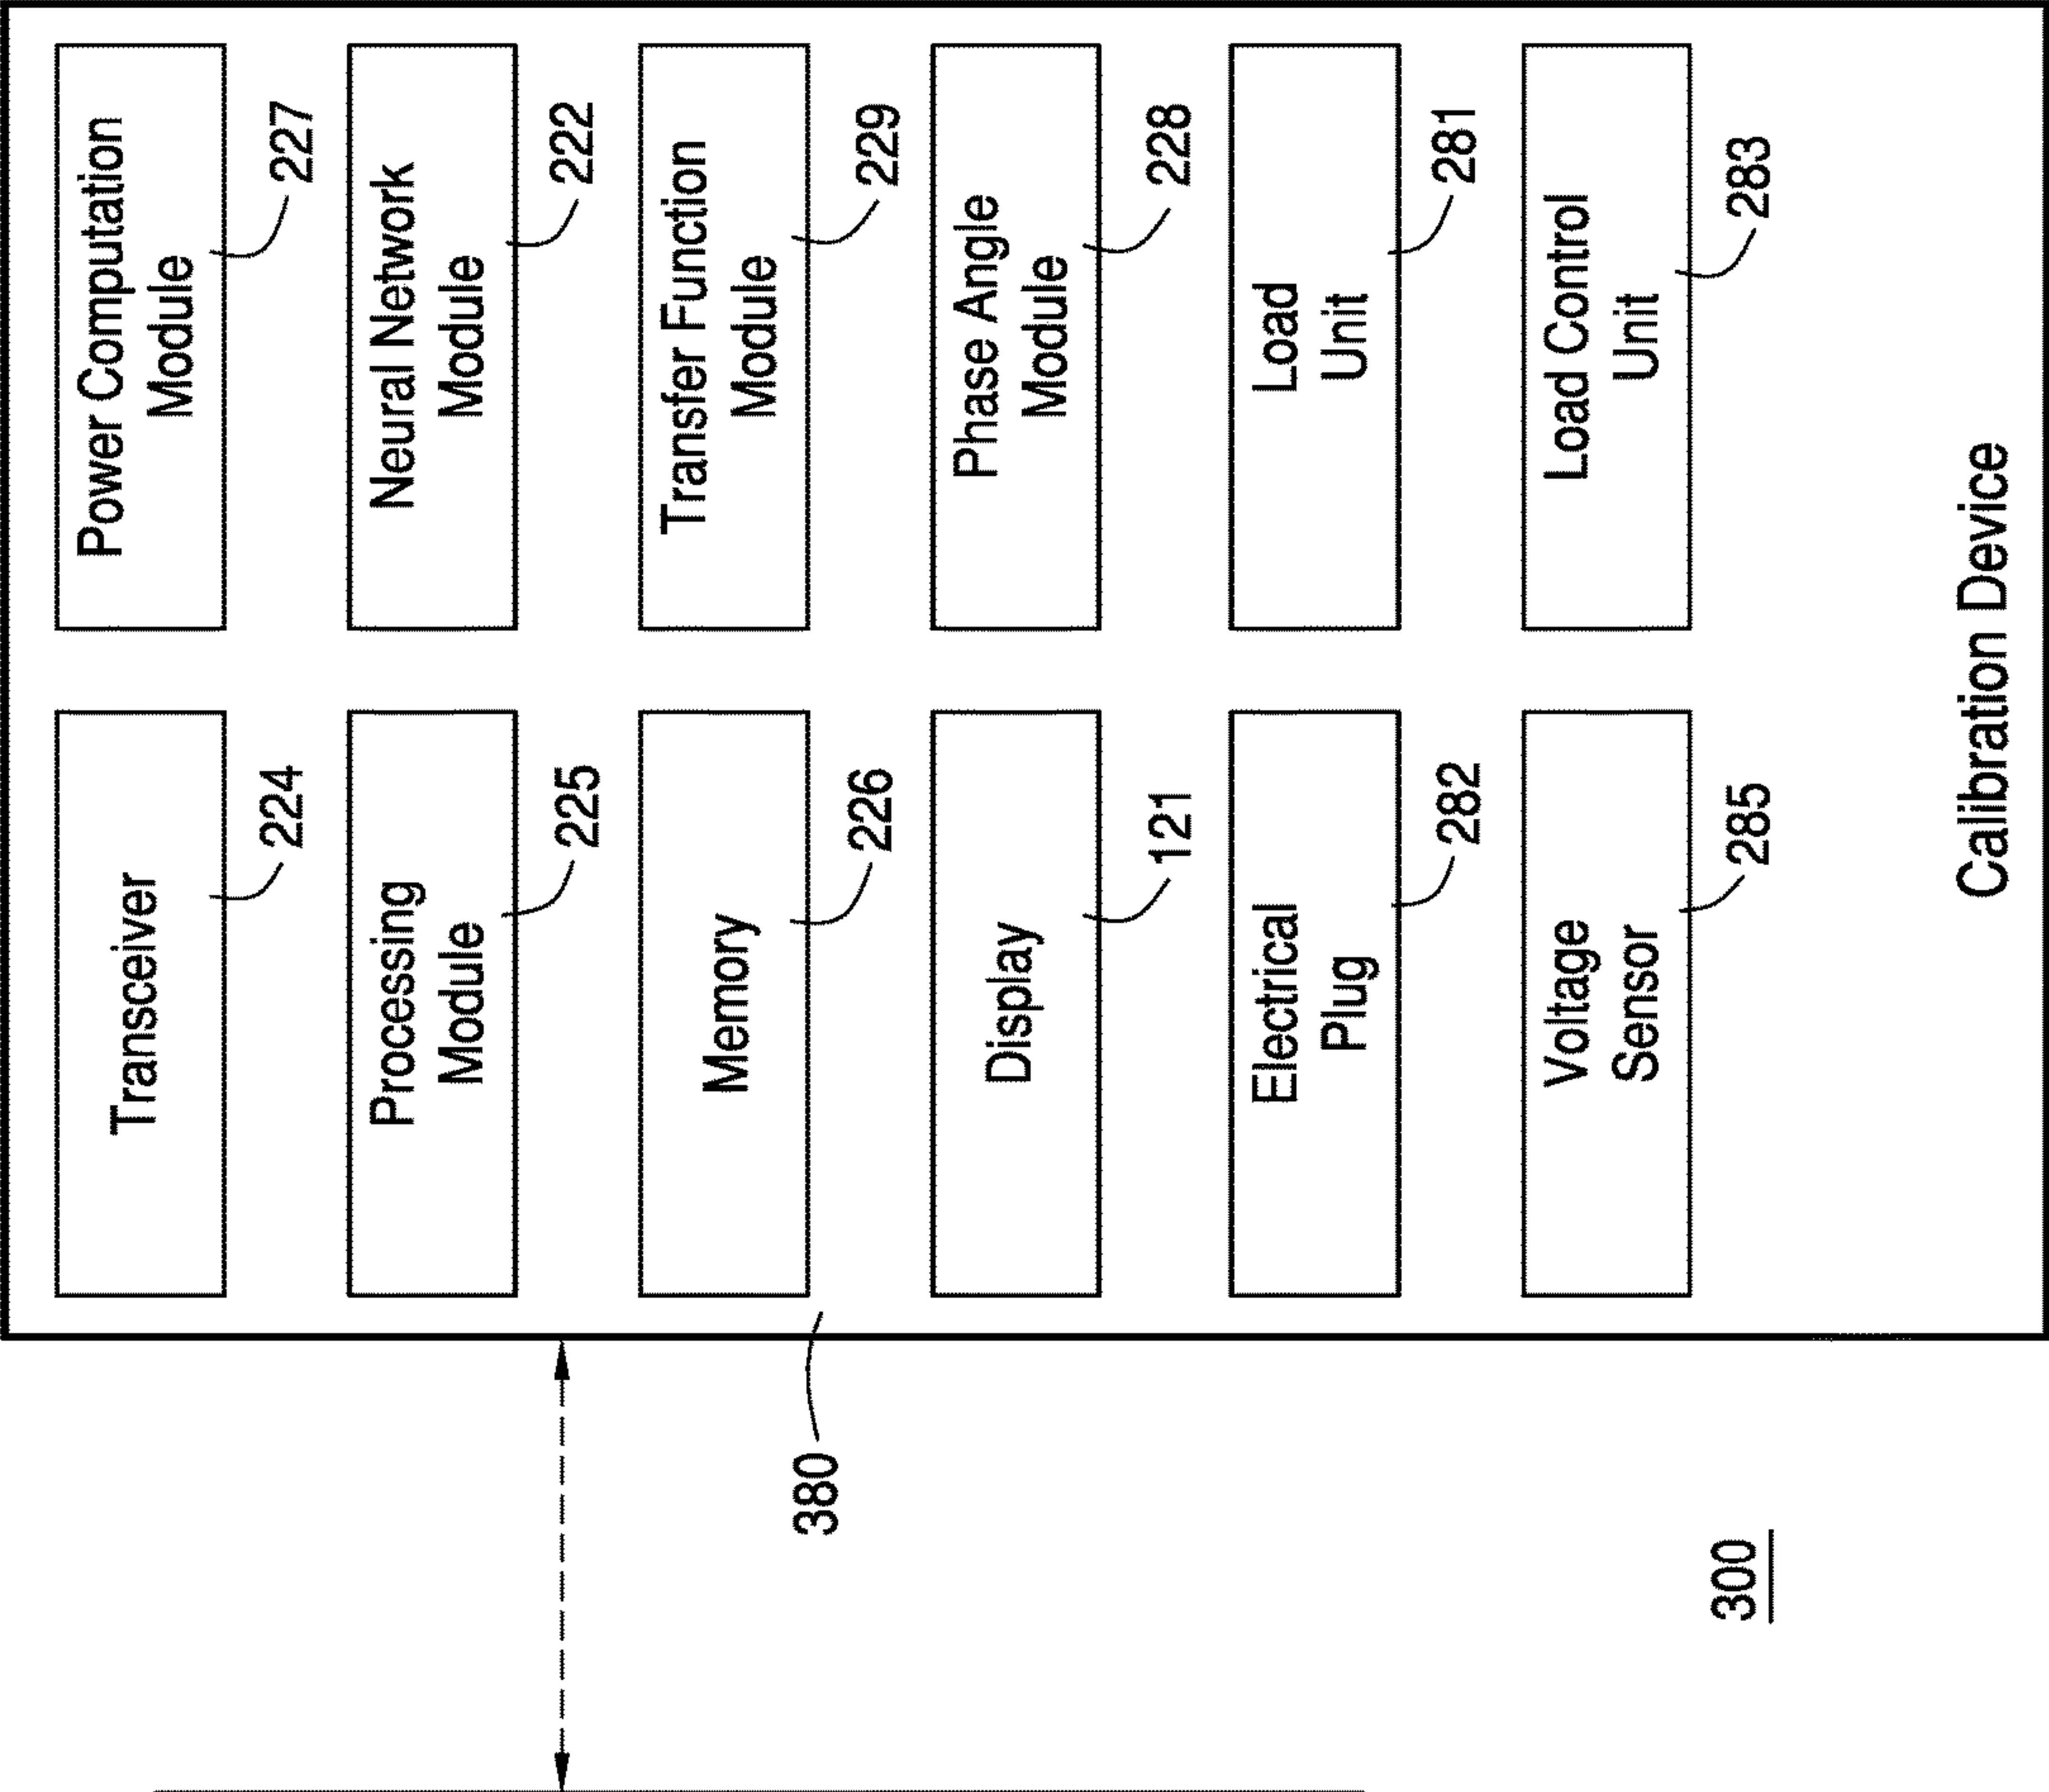 Transceiver
224
Power Computation
Module
227
Processing
Module
225
Neural Network
Module
222
Memory
226
Transfer Function
Module
229
380
Display
121
Phase Angle
Module
228
Electrical
Plug
282
Load
Unit
281
Voltage
Sensor
285
Load Control
Unit
283
300
Calibration Device